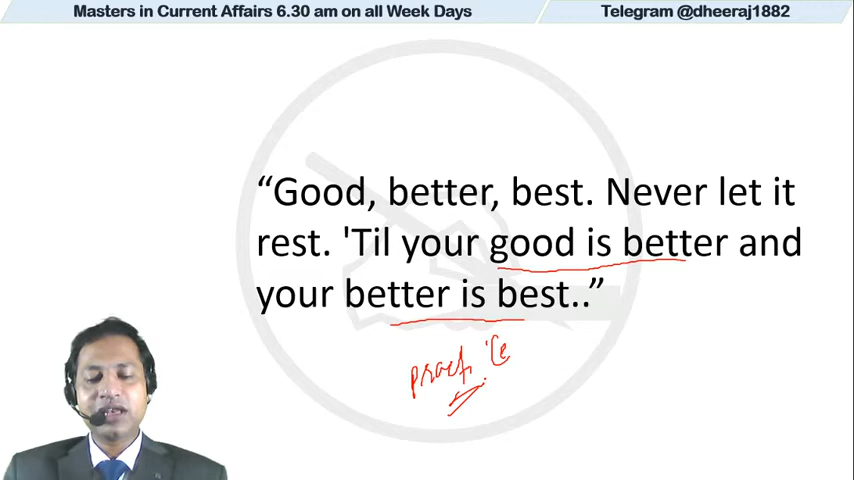 Masters in Current Affairs 6.30 am on all Week Days
Telegram @dheeraj1882
“Good, better, best. Never let it
rest. 'Til your good is better and
your better is best..”
practice